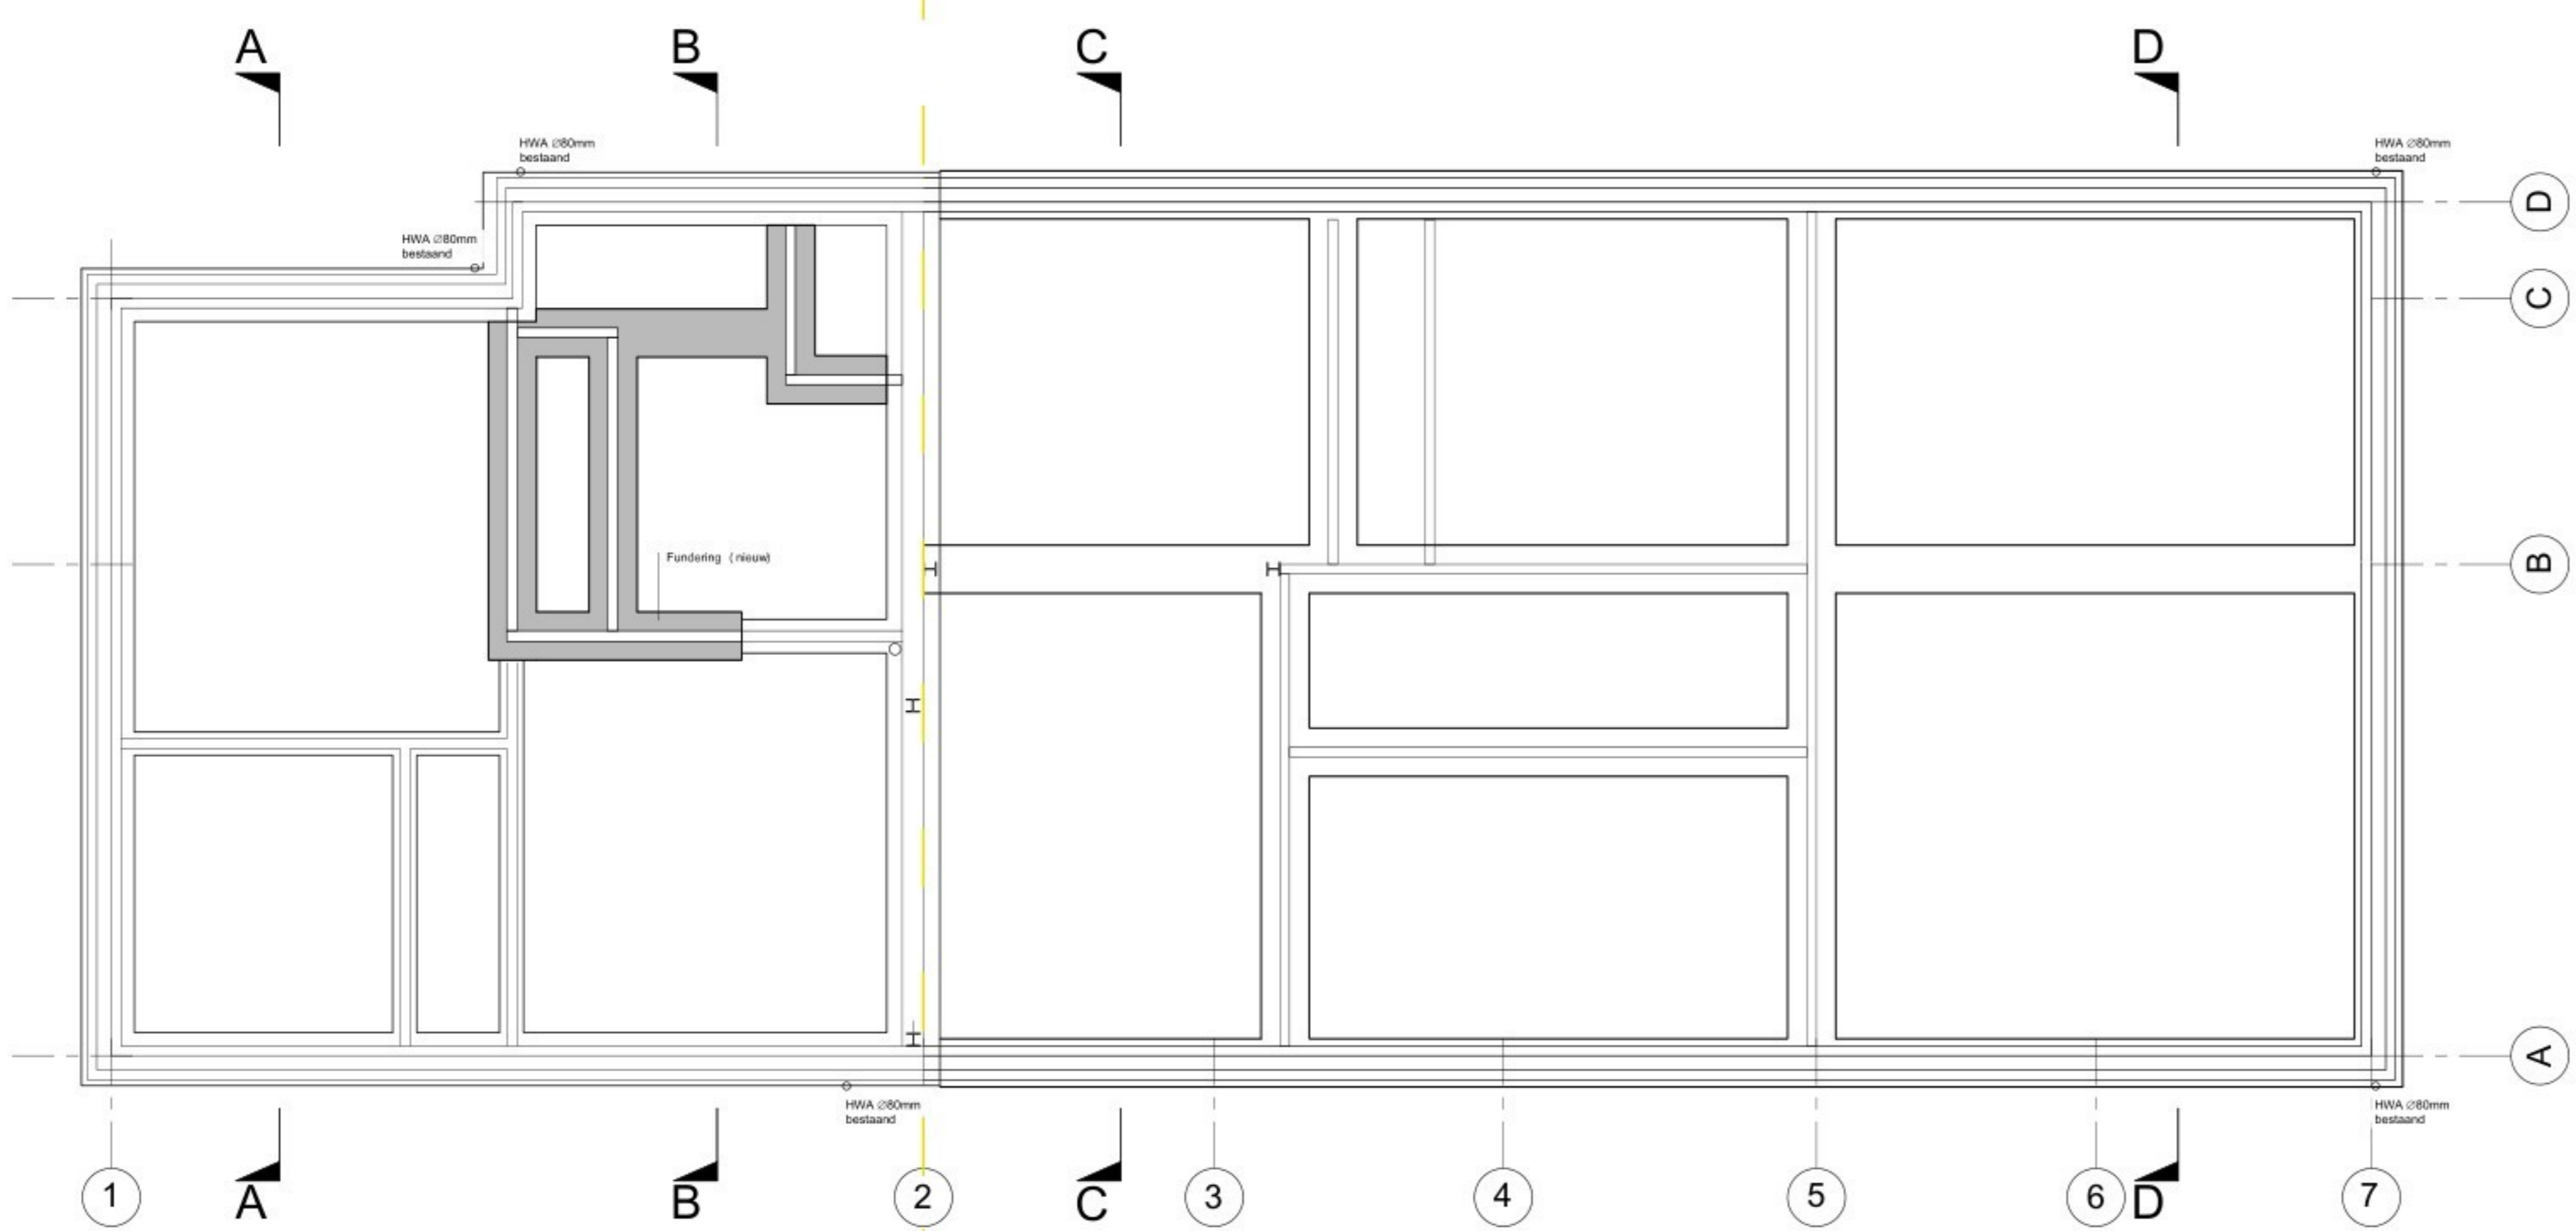 A
B
C
D
HWA ∅80mm
bestaand
HWA ∅80mm
bestaand
HWA ∅80mm
bestaand
D
C
Fundering (nieuw)
B
A
HWA ∅80mm
bestaand
HWA ∅80mm
bestaand
1
A
B
2
C
3
4
5
6
D
7